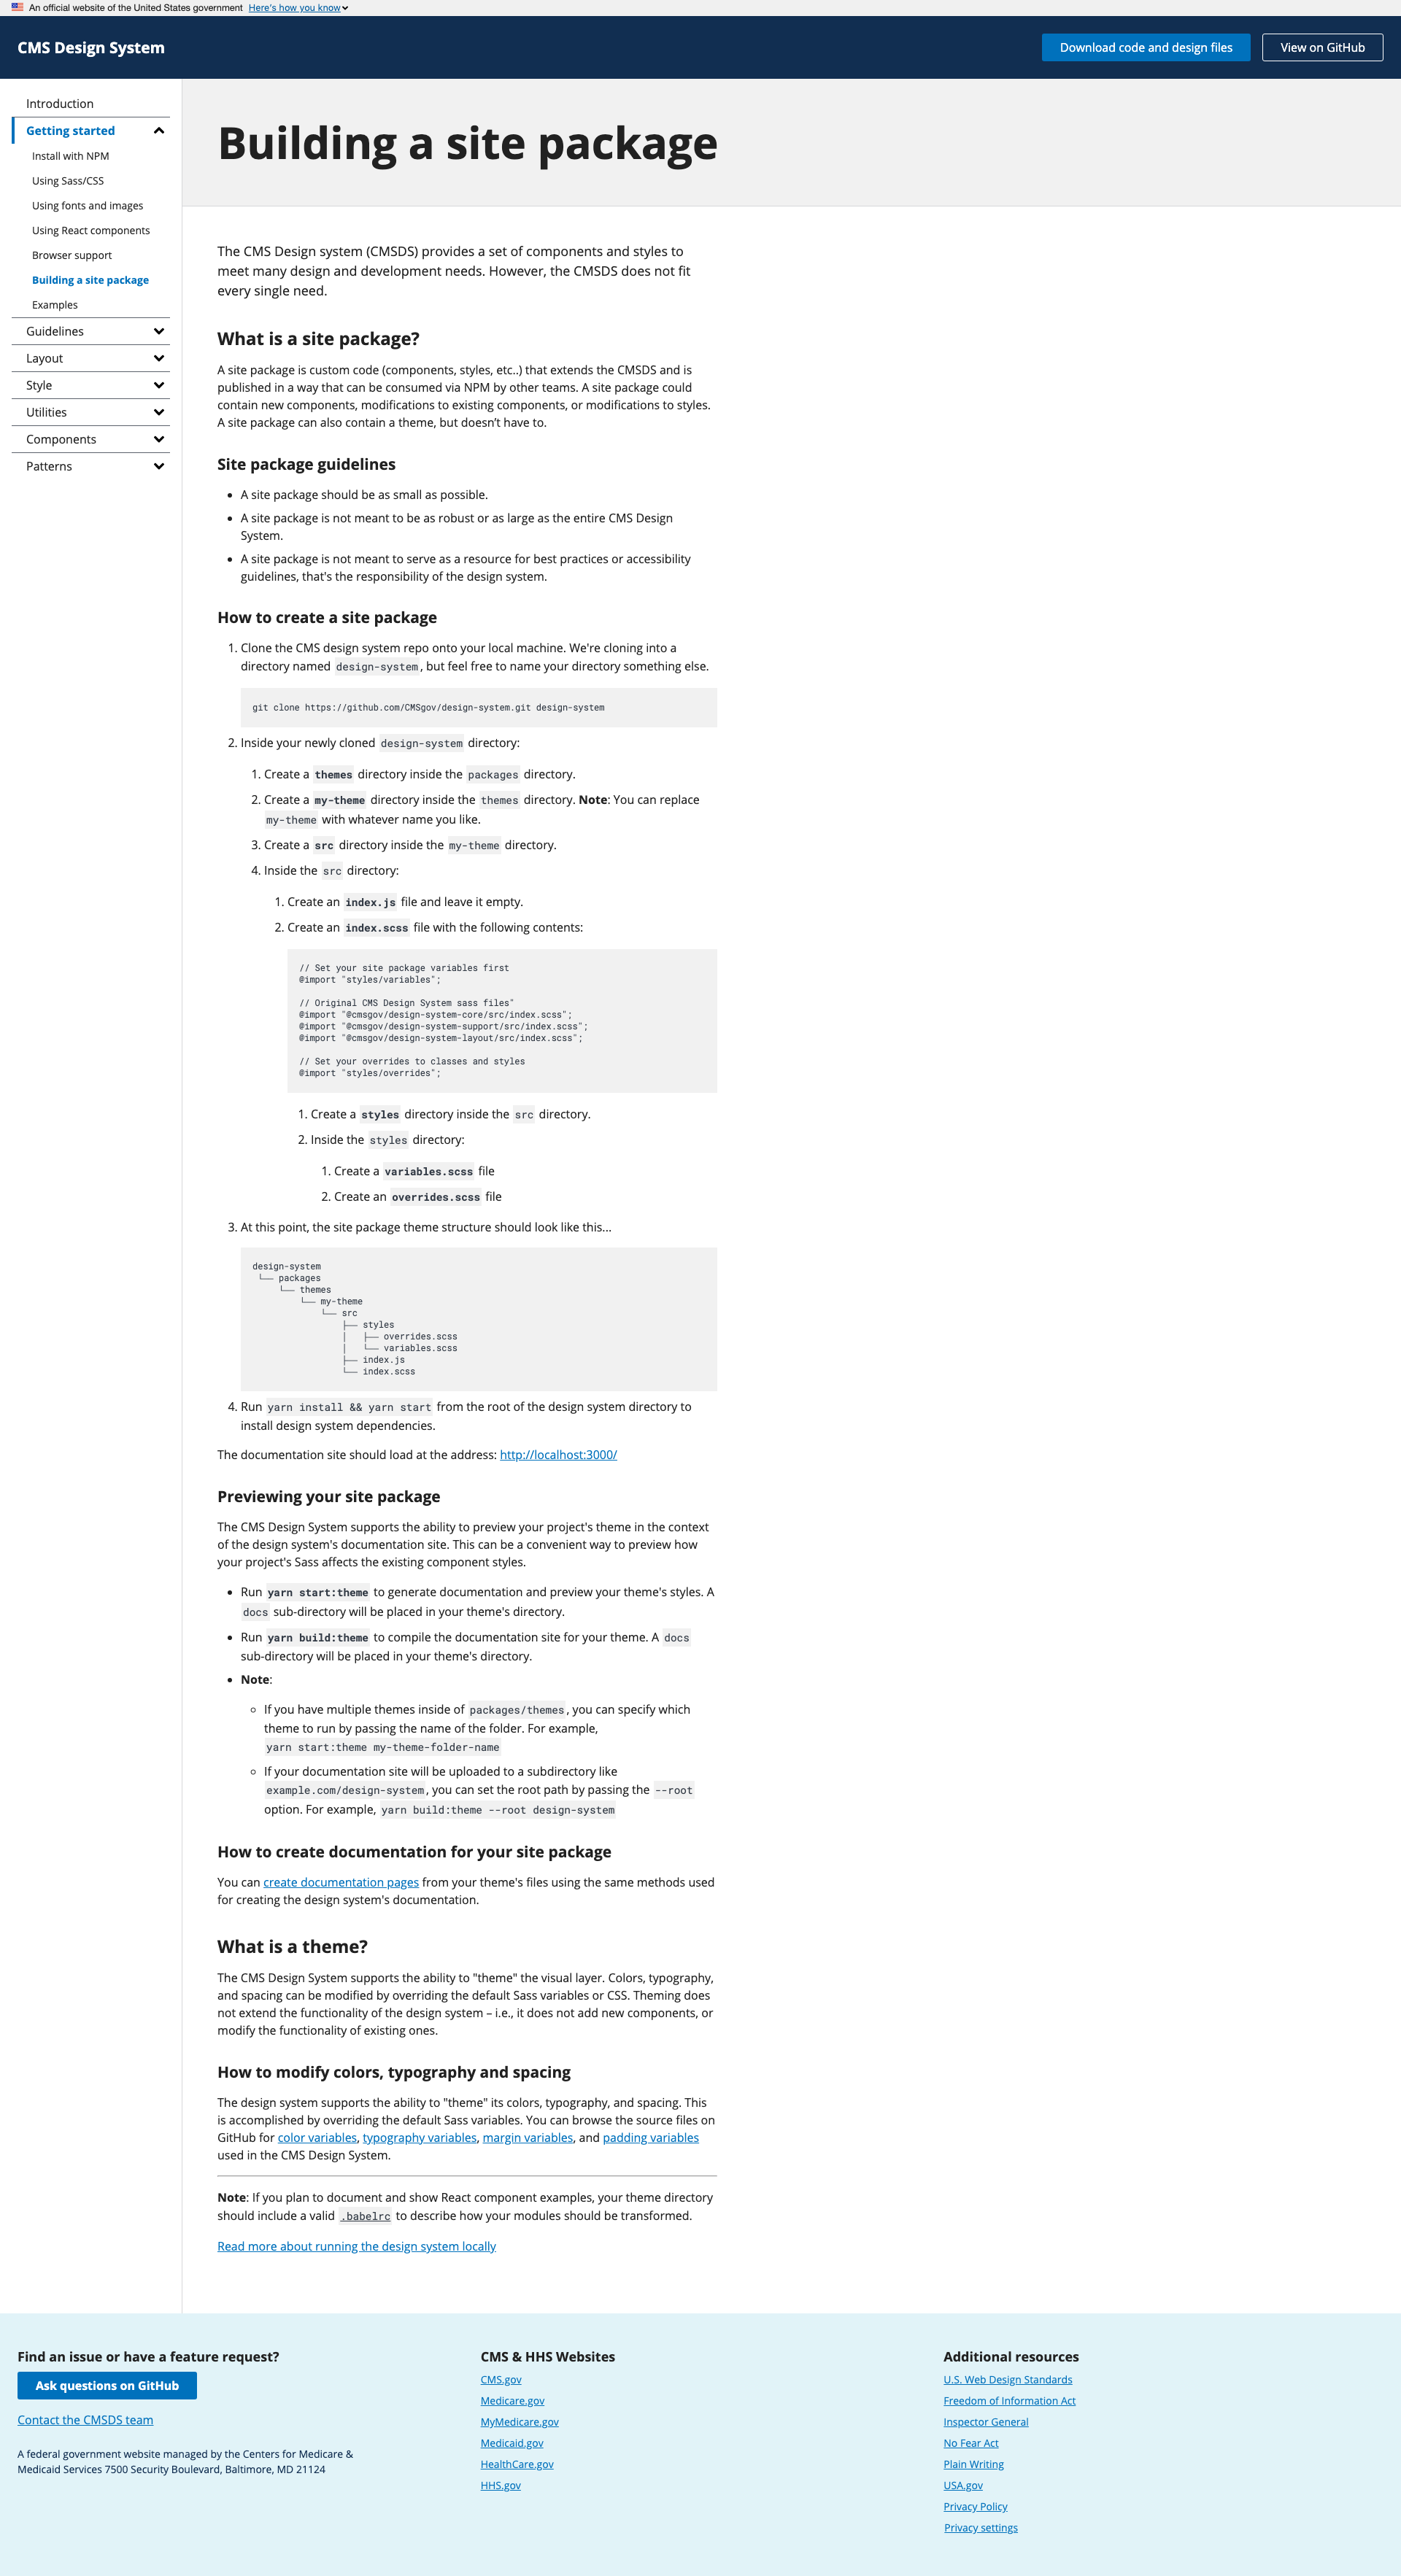 An official website of the United States government Here's how you know
CMS Design System
Download code and design files
View on GitHub
Introduction
Getting started
Install with NPM
Using Sass/CSS
Using fonts and images
Using React components
Browser support
Building a site package
Examples
Guidelines
Layout
Style
Utilities
Components
Patterns
Building a site package
The CMS Design system (CMSDS) provides a set of components and styles to
meet many design and development needs. However, the CMSDS does not fit
every single need.
What is a site package?
A site package is custom code (components, styles, etc..) that extends the CMSDS and is
published in a way that can be consumed via NPM by other teams. A site package could
contain new components, modifications to existing components, or modifications to styles.
A site package can also contain a theme, but doesn't have to.
Site package guidelines
• A site package should be as small as possible.
• A site package is not meant to be as robust or as large as the entire CMS Design
System.
• A site package is not meant to serve as a resource for best practices or accessibility
guidelines, that's the responsibility of the design system.
How to create a site package
1. Clone the CMS design system repo onto your local machine. We're cloning into a
directory named design-system, but feel free to name your directory something else.
git clone https://github.com/CMSgov/design-system.git design-system
2. Inside your newly cloned design-system directory:
1. Create a themes directory inside the packages directory.
2. Create a my-theme directory inside the themes directory. Note: You can replace
my-theme with whatever name you like.
3. Create a src directory inside the my-theme directory.
4. Inside the src directory:
1. Create an index.js file and leave it empty.
2. Create an index.scss file with the following contents:
// Set your site package variables first
@import "styles/variables";
// Original CMS Design System sass files"
@import "@cmsgov/design-system-core/src/index.scss";
@import "@cmsgov/design-system-support/src/index.scss";
@import "@cmsgov/design-system-layout/src/index.scss";
// Set your overrides to classes and styles
@import "styles/overrides";
1. Create a styles directory inside the src directory.
2. Inside the styles directory:
1. Create a variables.scss file
2. Create an overrides.scss file
3. At this point, the site package theme structure should look like this...
design-system
└── packages
└── themes
└── my-theme
└── src
├── styles
│   ├── overrides.scss
│   └── variables.scss
├── index.js
└── index.scss
4. Run yarn install && yarn start from the root of the design system directory to
install design system dependencies.
The documentation site should load at the address: http://localhost:3000/
Previewing your site package
The CMS Design System supports the ability to preview your project's theme in the context
of the design system's documentation site. This can be a convenient way to preview how
your project's Sass affects the existing component styles.
• Run yarn start:theme to generate documentation and preview your theme's styles. A
docs sub-directory will be placed in your theme's directory.
• Run yarn build:theme to compile the documentation site for your theme. A docs
sub-directory will be placed in your theme's directory.
• Note:
◦ If you have multiple themes inside of packages/themes, you can specify which
theme to run by passing the name of the folder. For example,
yarn start:theme my-theme-folder-name
◦ If your documentation site will be uploaded to a subdirectory like
example.com/design-system, you can set the root path by passing the --root
option. For example, yarn build:theme --root design-system
How to create documentation for your site package
You can create documentation pages from your theme's files using the same methods used
for creating the design system's documentation.
What is a theme?
The CMS Design System supports the ability to "theme" the visual layer. Colors, typography,
and spacing can be modified by overriding the default Sass variables or CSS. Theming does
not extend the functionality of the design system – i.e., it does not add new components, or
modify the functionality of existing ones.
How to modify colors, typography and spacing
The design system supports the ability to "theme" its colors, typography, and spacing. This
is accomplished by overriding the default Sass variables. You can browse the source files on
GitHub for color variables, typography variables, margin variables, and padding variables
used in the CMS Design System.
Note: If you plan to document and show React component examples, your theme directory
should include a valid .babelrc to describe how your modules should be transformed.
Read more about running the design system locally
Find an issue or have a feature request?
Ask questions on GitHub
Contact the CMSDS team
A federal government website managed by the Centers for Medicare &
Medicaid Services 7500 Security Boulevard, Baltimore, MD 21124
CMS & HHS Websites
CMS.gov
Medicare.gov
MyMedicare.gov
Medicaid.gov
HealthCare.gov
HHS.gov
Additional resources
U.S. Web Design Standards
Freedom of Information Act
Inspector General
No Fear Act
Plain Writing
USA.gov
Privacy Policy
Privacy settings